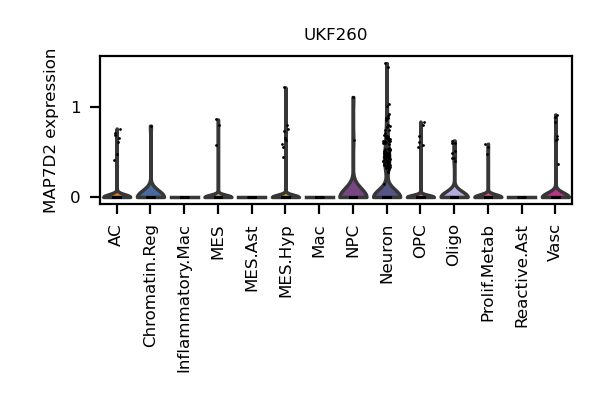 UKF260
MAP7D2 expression
1
0
AC
Chromatin.Reg
Inflammatory.Mac
MES
MES.Ast
MES.Hyp
Mac
NPC
Neuron
OPC
Oligo
Prolif.Metab
Reactive.Ast
Vasc